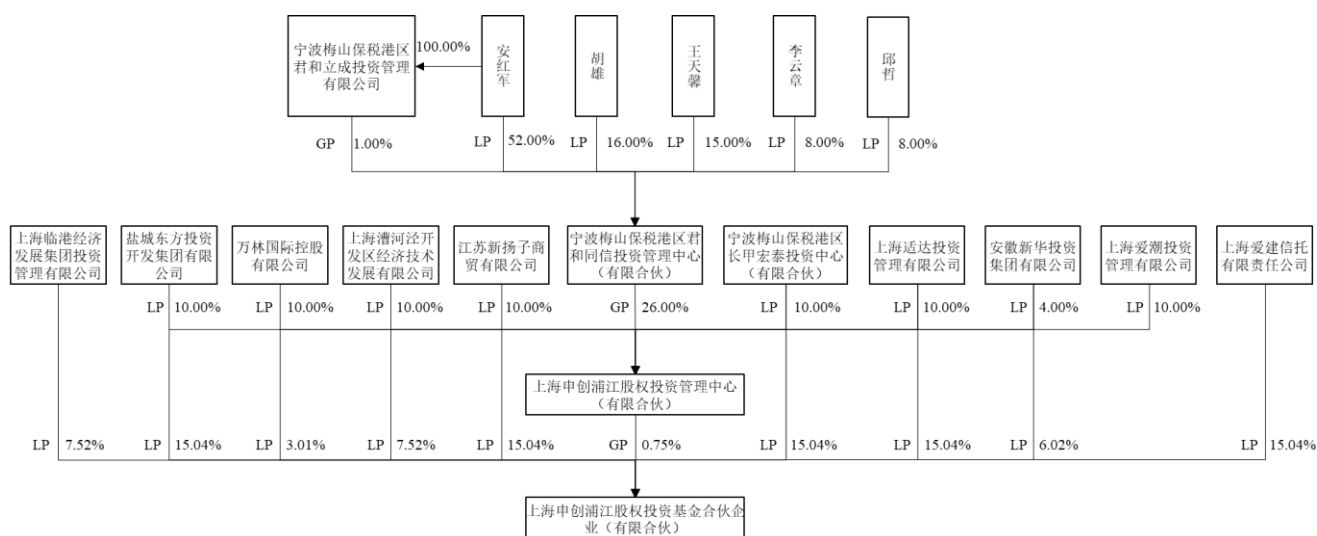 宁波梅山保税港区
君和立成投资管理
有限公司
100.00%
安红军
胡雄
王天馨
李云章
邱哲
GP 1.00%
LP 52.00%
LP 16.00%
LP 15.00%
LP 8.00%
LP 8.00%
上海临港经济
发展集团投资
管理有限公司
盐城东方投资
开发集团有限
公司
万林国际控股
有限公司
上海漕河泾开
发区经济技术
发展有限公司
江苏新扬子商
贸有限公司
宁波梅山保税港区君
和同信投资管理中心
（有限合伙）
宁波梅山保税港区
长甲宏泰投资中心
（有限合伙）
上海适达投资
管理有限公司
安徽新华投资
集团有限公司
上海爱潮投资
管理有限公司
上海爱建信托
有限责任公司
LP 10.00%
LP 10.00%
LP 10.00%
LP 10.00%
GP 26.00%
LP 10.00%
LP 10.00%
LP 4.00%
LP 10.00%
上海申创浦江股权投资管理中心
（有限合伙）
LP 7.52%
LP 15.04%
LP 3.01%
LP 7.52%
LP 15.04%
GP 0.75%
LP 15.04%
LP 15.04%
LP 6.02%
LP 15.04%
上海申创浦江股权投资基金合伙企
业（有限合伙）